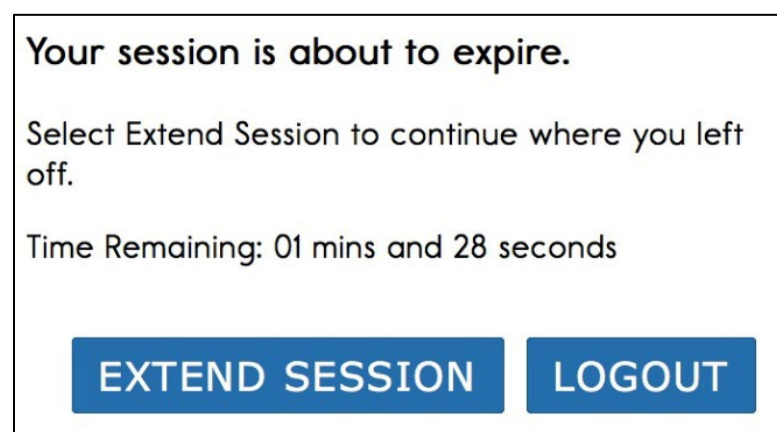 Your session is about to expire.
Select Extend Session to continue where you left
off.
Time Remaining: 01 mins and 28 seconds
EXTEND SESSION
LOGOUT